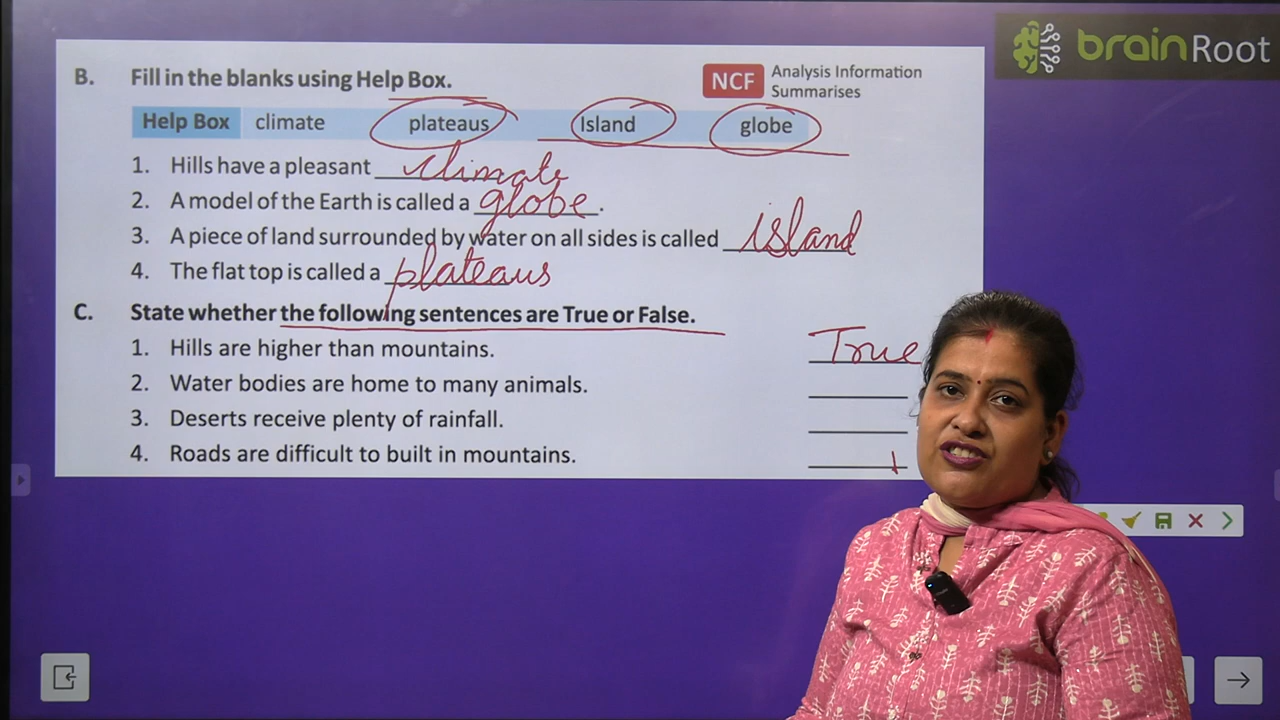 brainRoot
B. Fill in the blanks using Help Box.
NCF Analysis Information
Summarises
Help Box climate plateaus Island globe
1. Hills have a pleasant climate
2. A model of the Earth is called a globe.
3. A piece of land surrounded by water on all sides is called island
4. The flat top is called a plateaus
C. State whether the following sentences are True or False.
1. Hills are higher than mountains. True
2. Water bodies are home to many animals.
3. Deserts receive plenty of rainfall.
4. Roads are difficult to built in mountains.